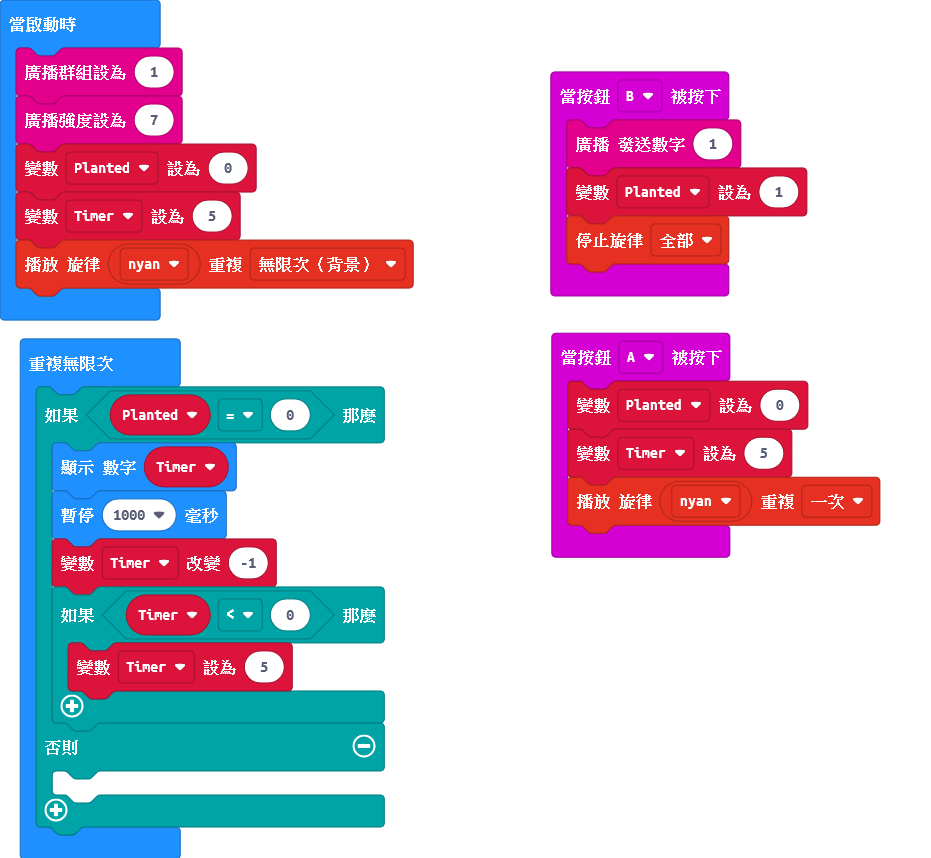 當啟動時
廣播群組設為 1
廣播強度設為 7
變數 Planted 設為 0
變數 Timer 設為 5
播放 旋律 nyan 重複 無限次（背景）
重複無限次
如果 Planted = 0 那麼
顯示 數字 Timer
暫停 1000 毫秒
變數 Timer 改變 -1
如果 Timer < 0 那麼
變數 Timer 設為 5
否則
當按鈕 B 被按下
廣播 發送數字 1
變數 Planted 設為 1
停止旋律 全部
當按鈕 A 被按下
變數 Planted 設為 0
變數 Timer 設為 5
播放 旋律 nyan 重複 一次